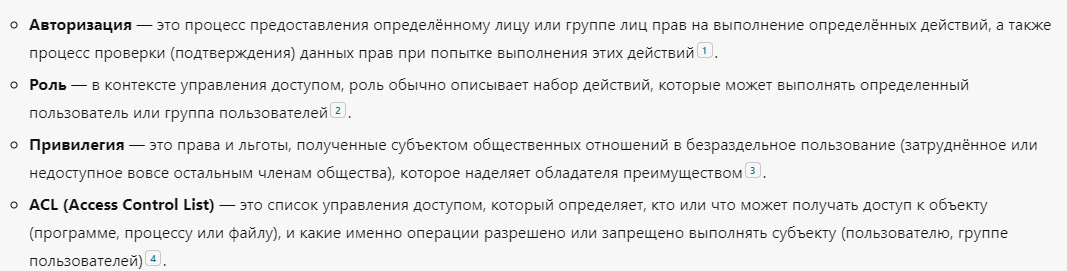 Авторизация — это процесс предоставления определённому лицу или группе лиц прав на выполнение определённых действий, а также
процесс проверки (подтверждения) данных прав при попытке выполнения этих действий 1 .
Роль — в контексте управления доступом, роль обычно описывает набор действий, которые может выполнять определенный
пользователь или группа пользователей 2 .
Привилегия — это права и льготы, полученные субъектом общественных отношений в безраздельное пользование (затруднённое или
недоступное вовсе остальным членам общества), которое наделяет обладателя преимуществом 3 .
ACL (Access Control List) — это список управления доступом, который определяет, кто или что может получать доступ к объекту
(программе, процессу или файлу), и какие именно операции разрешено или запрещено выполнять субъекту (пользователю, группе
пользователей) 4 .